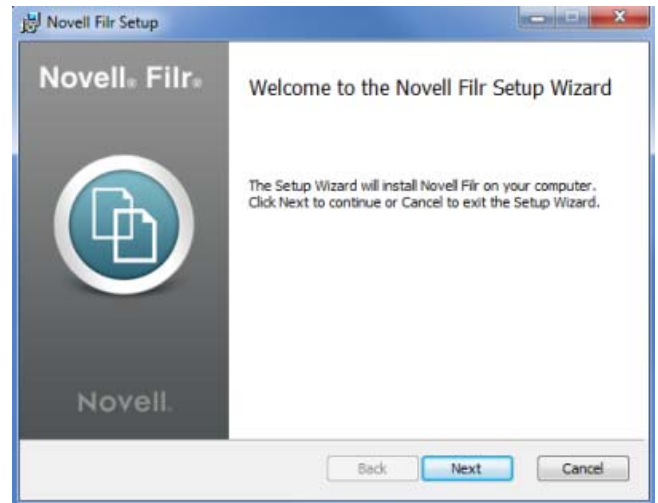 Novell Filr Setup
Novell® Filr®
Welcome to the Novell Filr Setup Wizard
The Setup Wizard will install Novell Filr on your computer.
Click Next to continue or Cancel to exit the Setup Wizard.
Novell.
Back Next Cancel